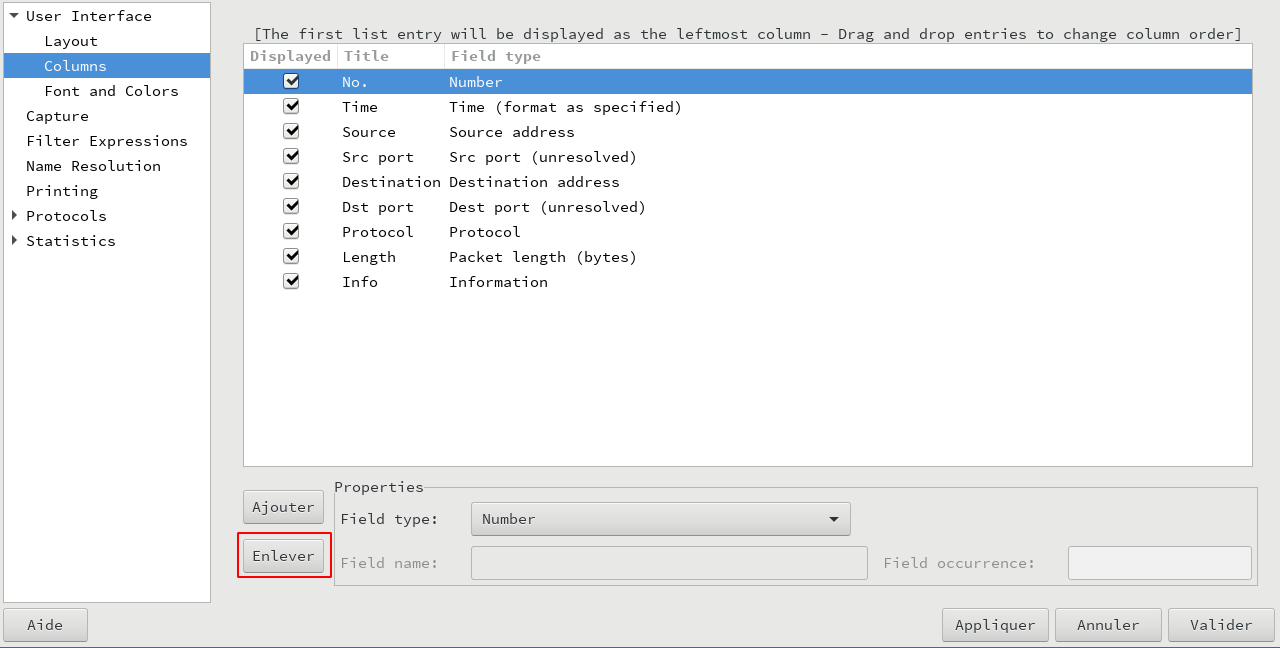 User Interface
Layout
Columns
Font and Colors
Capture
Filter Expressions
Name Resolution
Printing
Protocols
Statistics
[The first list entry will be displayed as the leftmost column – Drag and drop entries to change column order]
Displayed Title Field type
No. Number
Time Time (format as specified)
Source Source address
Src port Src port (unresolved)
Destination Destination address
Dst port Dest port (unresolved)
Protocol Protocol
Length Packet length (bytes)
Info Information
Ajouter
Enlever
Properties
Field type: Number
Field name: Field occurrence:
Aide Appliquer Annuler Valider